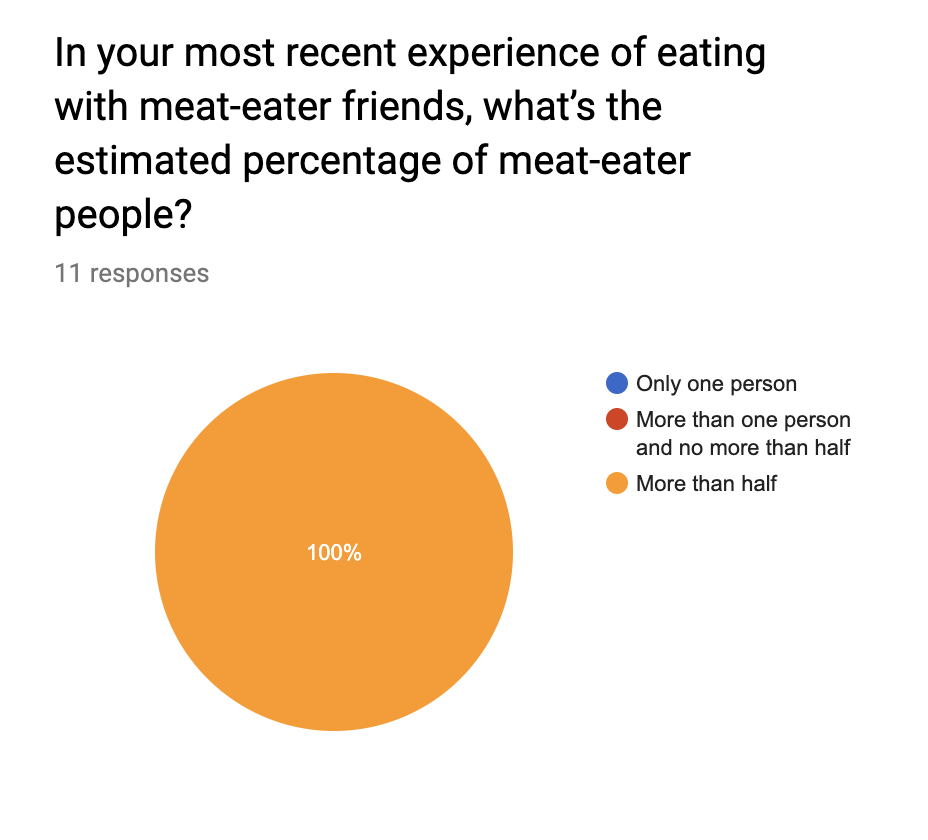 In your most recent experience of eating
with meat-eater friends, what’s the
estimated percentage of meat-eater
people?
11 responses
Only one person
More than one person
and no more than half
More than half
100%